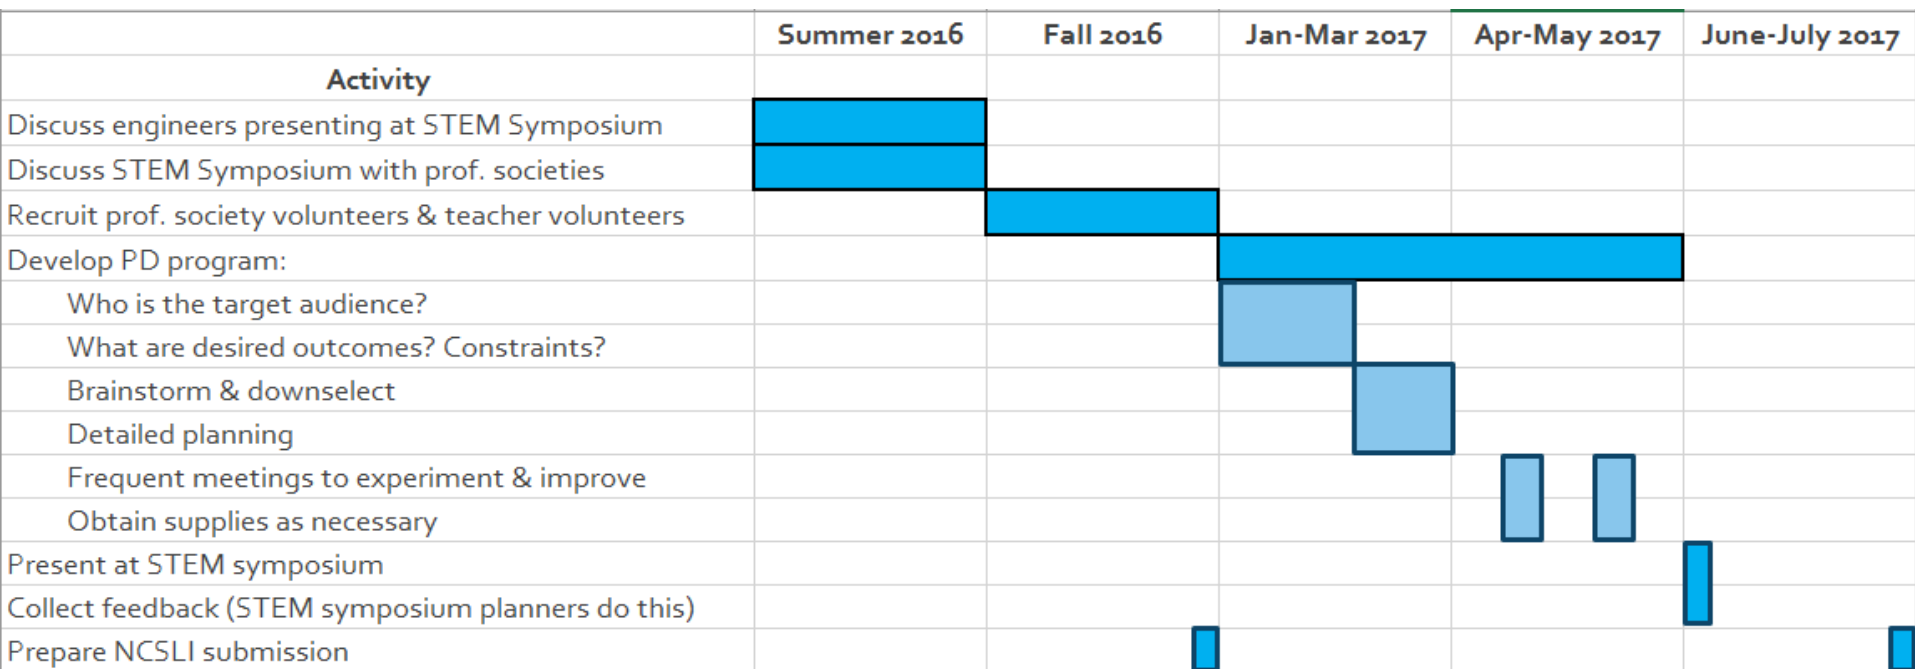 Summer 2016 Fall 2016 Jan-Mar 2017 Apr-May 2017 June-July 2017
Activity
Discuss engineers presenting at STEM Symposium
Discuss STEM Symposium with prof. societies
Recruit prof. society volunteers & teacher volunteers
Develop PD program:
Who is the target audience?
What are desired outcomes? Constraints?
Brainstorm & downselect
Detailed planning
Frequent meetings to experiment & improve
Obtain supplies as necessary
Present at STEM symposium
Collect feedback (STEM symposium planners do this)
Prepare NCSLI submission